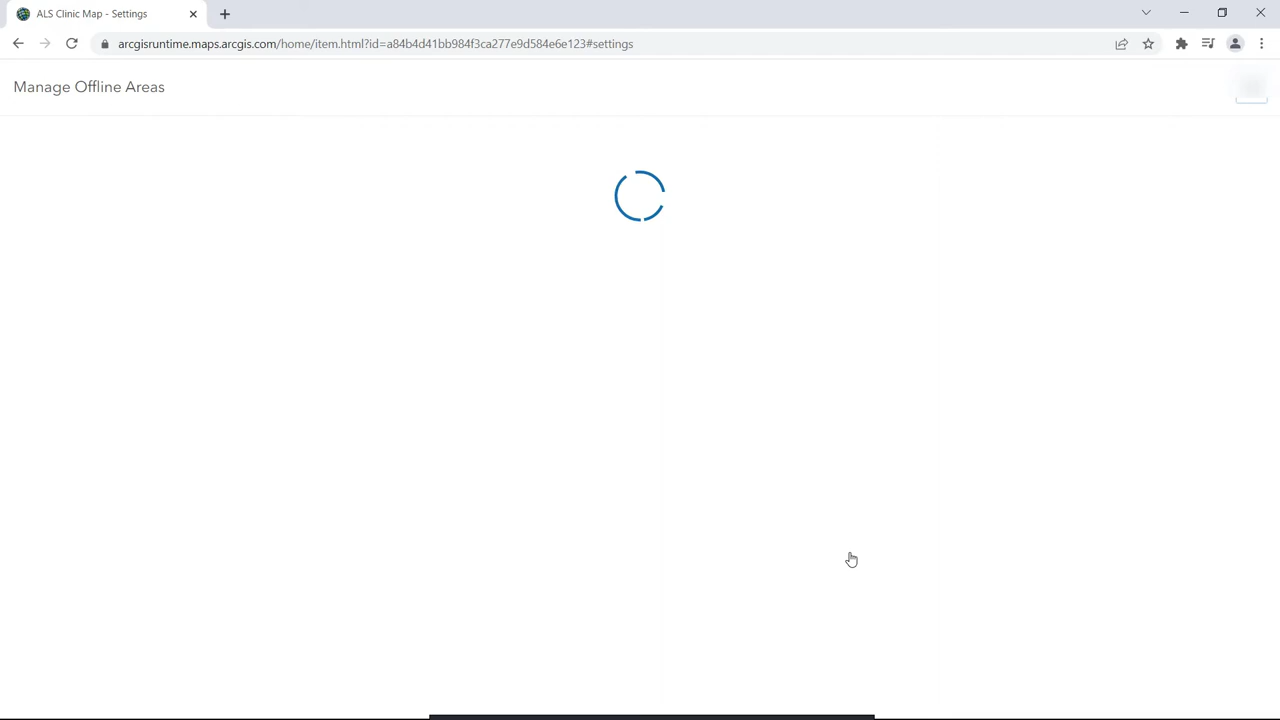 ALS Clinic Map - Settings
arcgisruntime.maps.arcgis.com/home/item.html?id=a84b4d41bb984f3ca277e9d584e6e123#settings
Manage Offline Areas